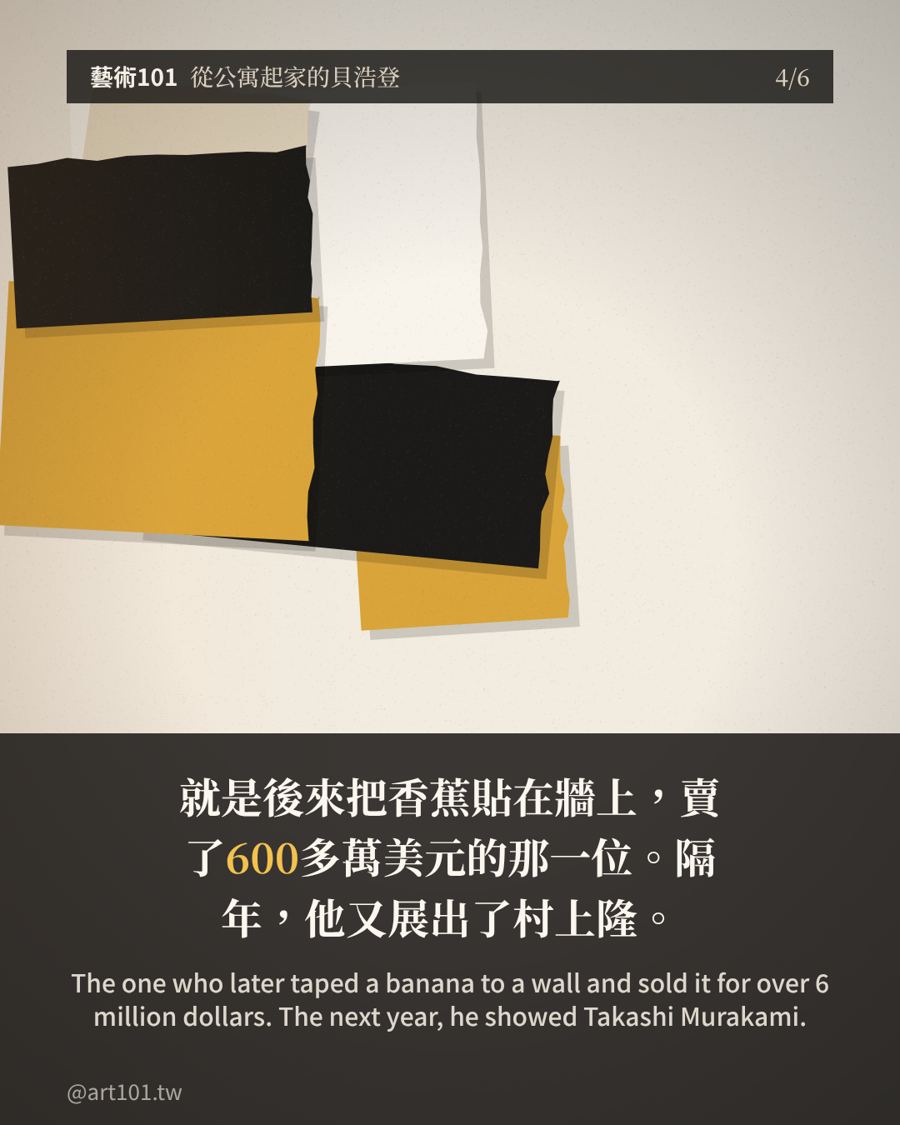 藝術101 從公寓起家的貝浩登 4/6
就是後來把香蕉貼在牆上，賣
了600多萬美元的那一位。隔
年，他又展出了村上隆。
The one who later taped a banana to a wall and sold it for over 6
million dollars. The next year, he showed Takashi Murakami.
@art101.tw